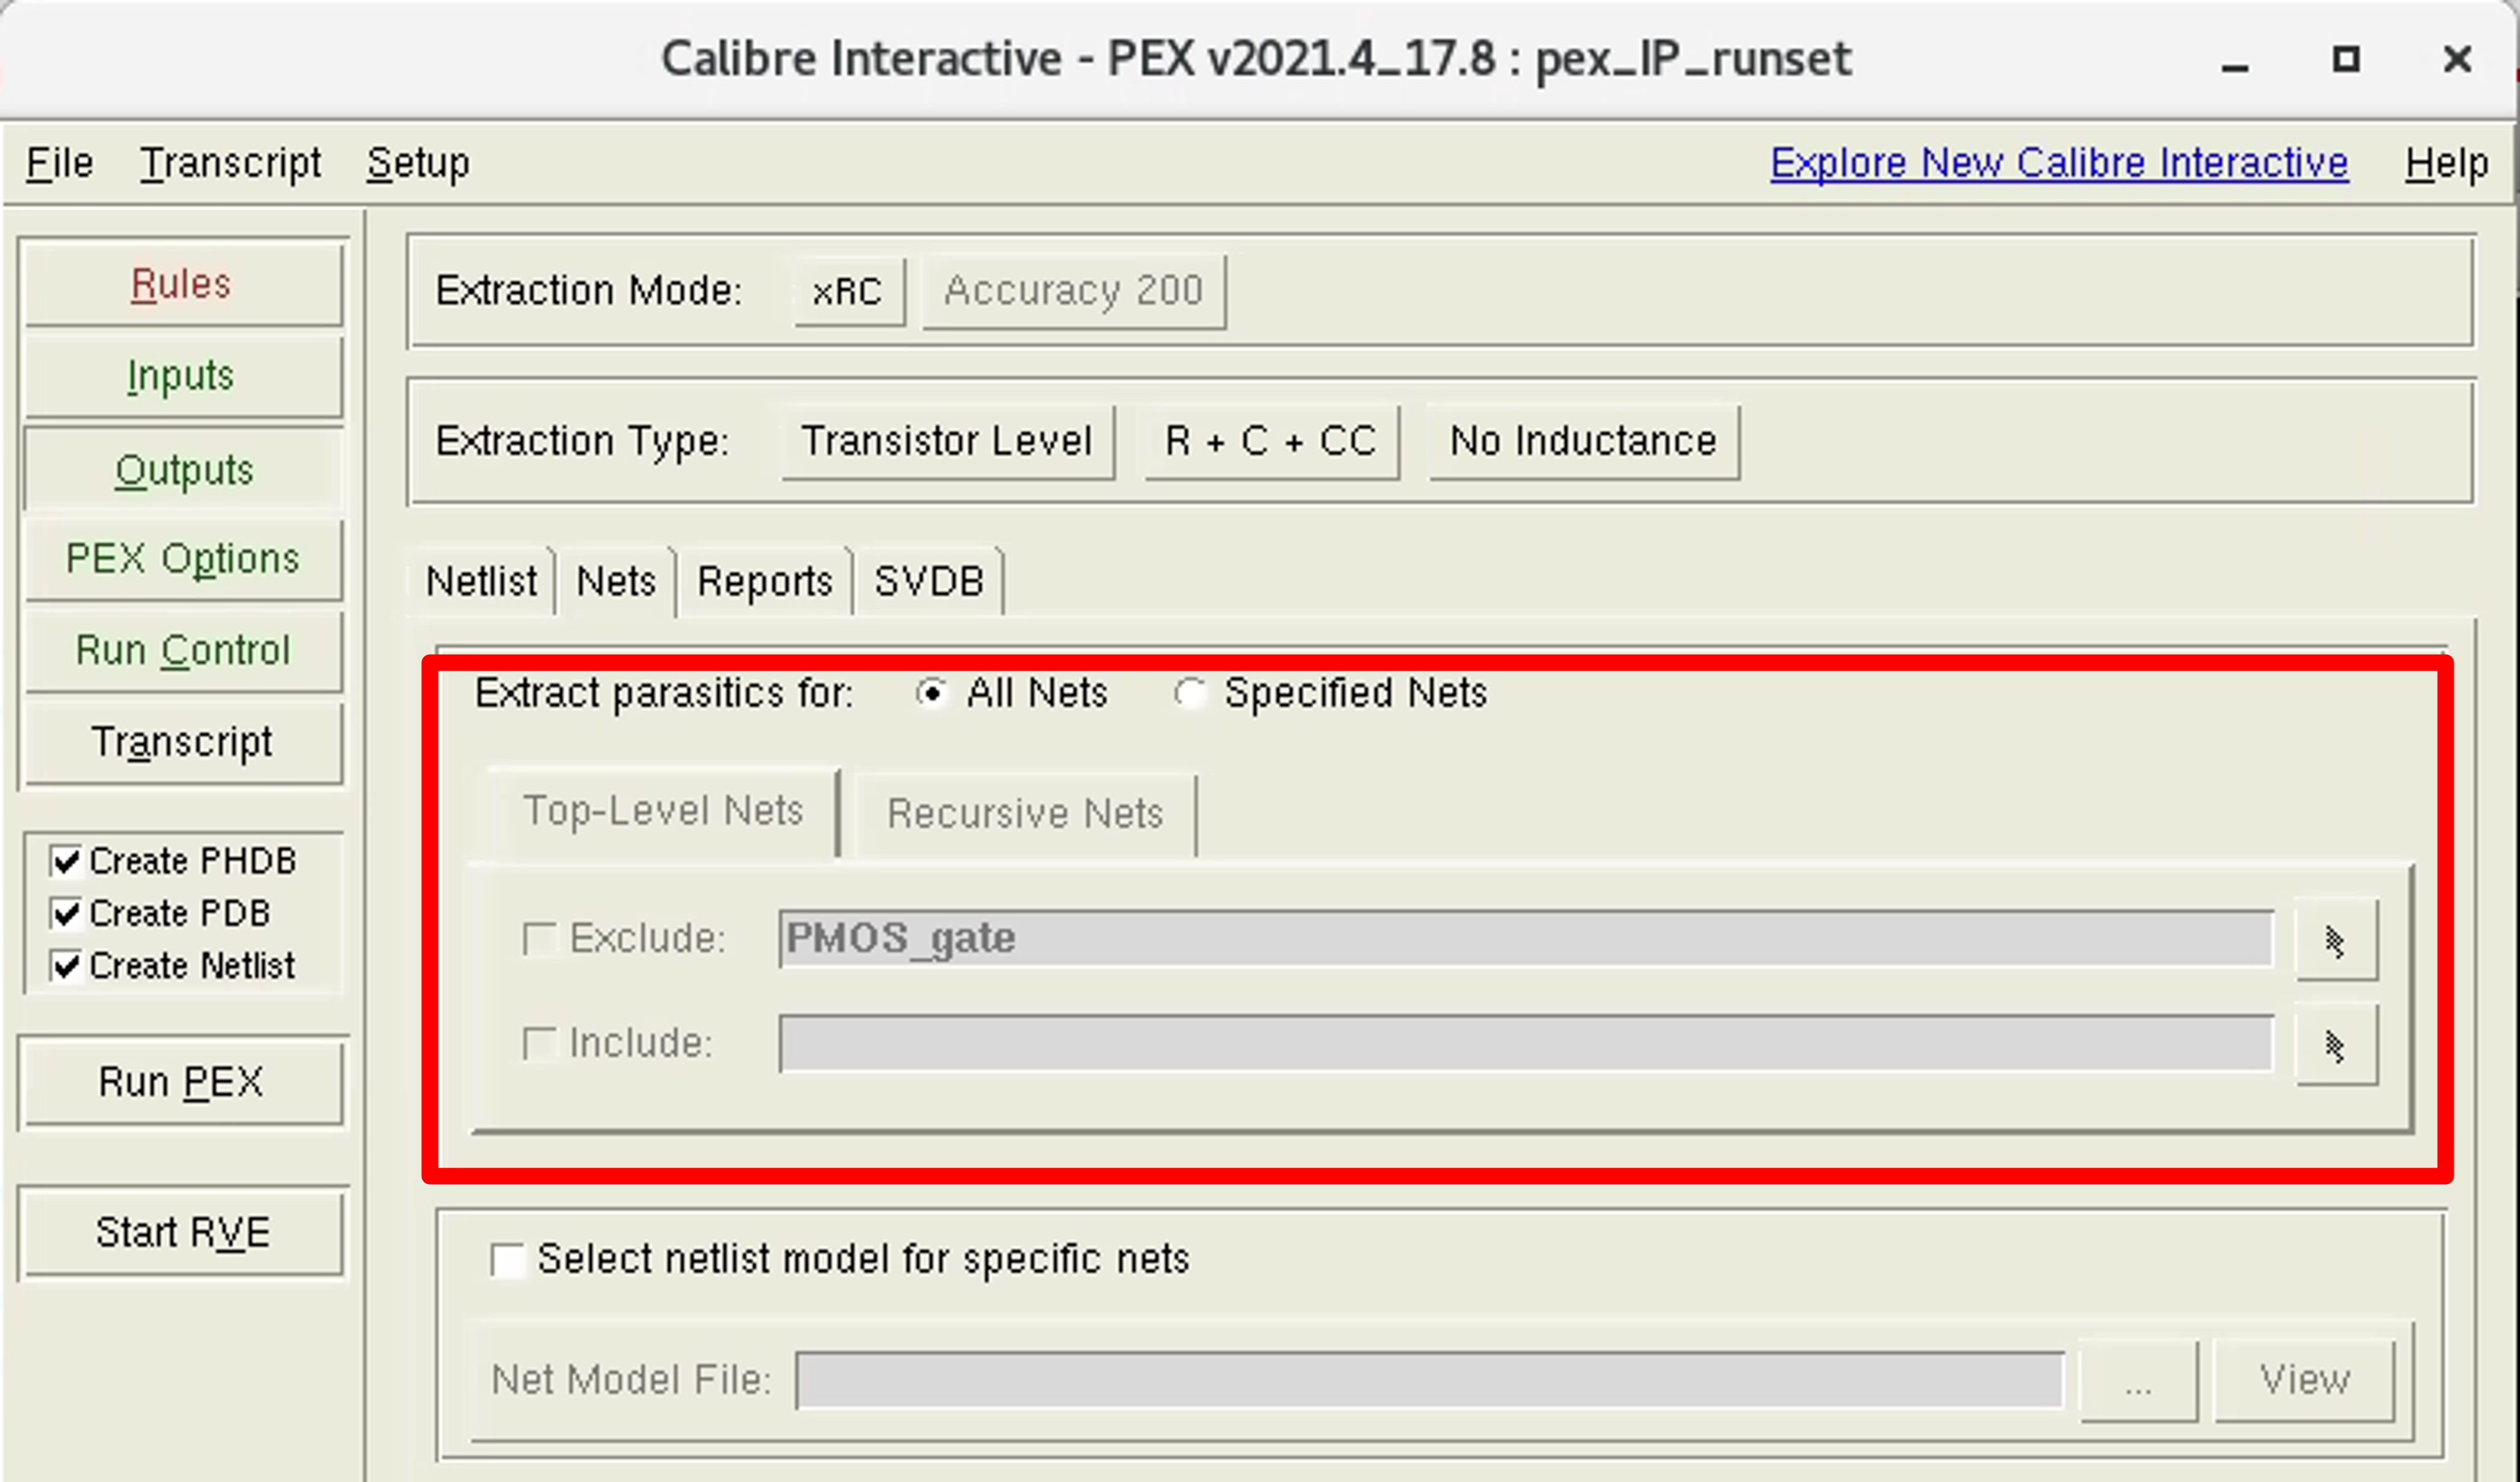 Calibre Interactive - PEX v2021.4_17.8 : pex_IP_runset
File Transcript Setup Explore New Calibre Interactive Help
Rules
Inputs
Outputs
PEX Options
Run Control
Transcript
Create PHDB
Create PDB
Create Netlist
Run PEX
Start RVE
Extraction Mode: xRC Accuracy 200
Extraction Type: Transistor Level R + C + CC No Inductance
Netlist Nets Reports SVDB
Extract parasitics for: All Nets Specified Nets
Top-Level Nets Recursive Nets
Exclude: PMOS_gate
Include:
Select netlist model for specific nets
Net Model File: ... View